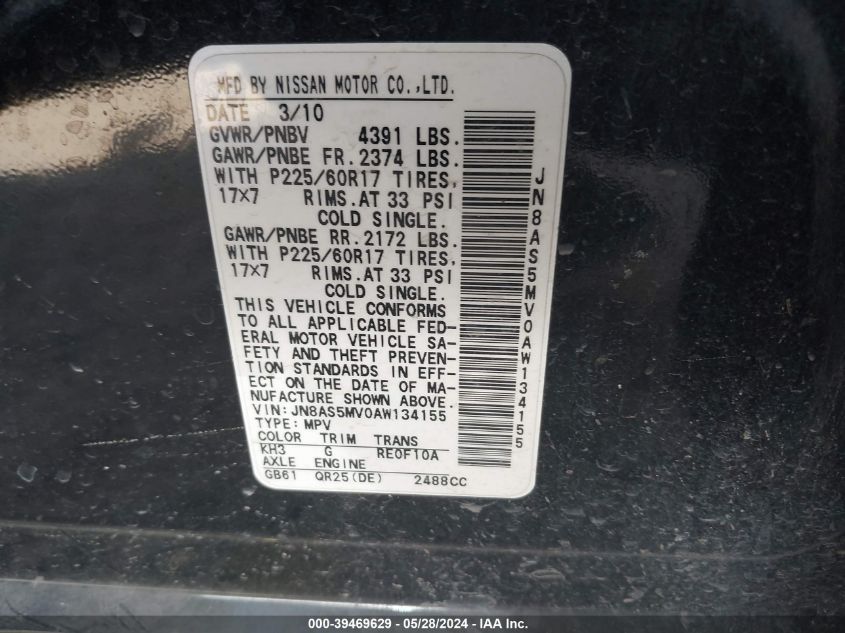 MFD BY NISSAN MOTOR CO.,LTD.
DATE 3/10
GVWR/PNBV 4391 LBS.
GAWR/PNBE FR. 2374 LBS.
WITH P225/60R17 TIRES,
17×7 RIMS.AT 33 PSI
COLD SINGLE.
GAWR/PNBE RR. 2172 LBS.
WITH P225/60R17 TIRES,
17×7 RIMS.AT 33 PSI
COLD SINGLE.
THIS VEHICLE CONFORMS
TO ALL APPLICABLE FED-
ERAL MOTOR VEHICLE SA-
FETY AND THEFT PREVEN-
TION STANDARDS IN EFF-
ECT ON THE DATE OF MA-
NUFACTURE SHOWN ABOVE.
VIN: JN8AS5MV0AW134155
TYPE: MPV
COLOR TRIM TRANS
KH3 G RE0F10A
AXLE ENGINE
GB61 QR25(DE) 2488CC
JN8AS5MV0AW134155
000-39469629 - 05/28/2024 - IAA Inc.